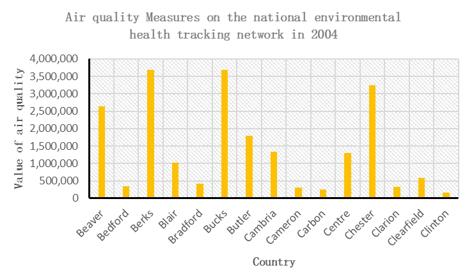 Air quality Measures on the national environmental
health tracking network in 2004
Value of air quality
4,000,000
3,500,000
3,000,000
2,500,000
2,000,000
1,500,000
1,000,000
500,000
0
Beaver
Bedford
Berks
Blair
Bradford
Bucks
Butler
Cambria
Cameron
Carbon
Centre
Chester
Clarion
Clearfield
Clinton
Country